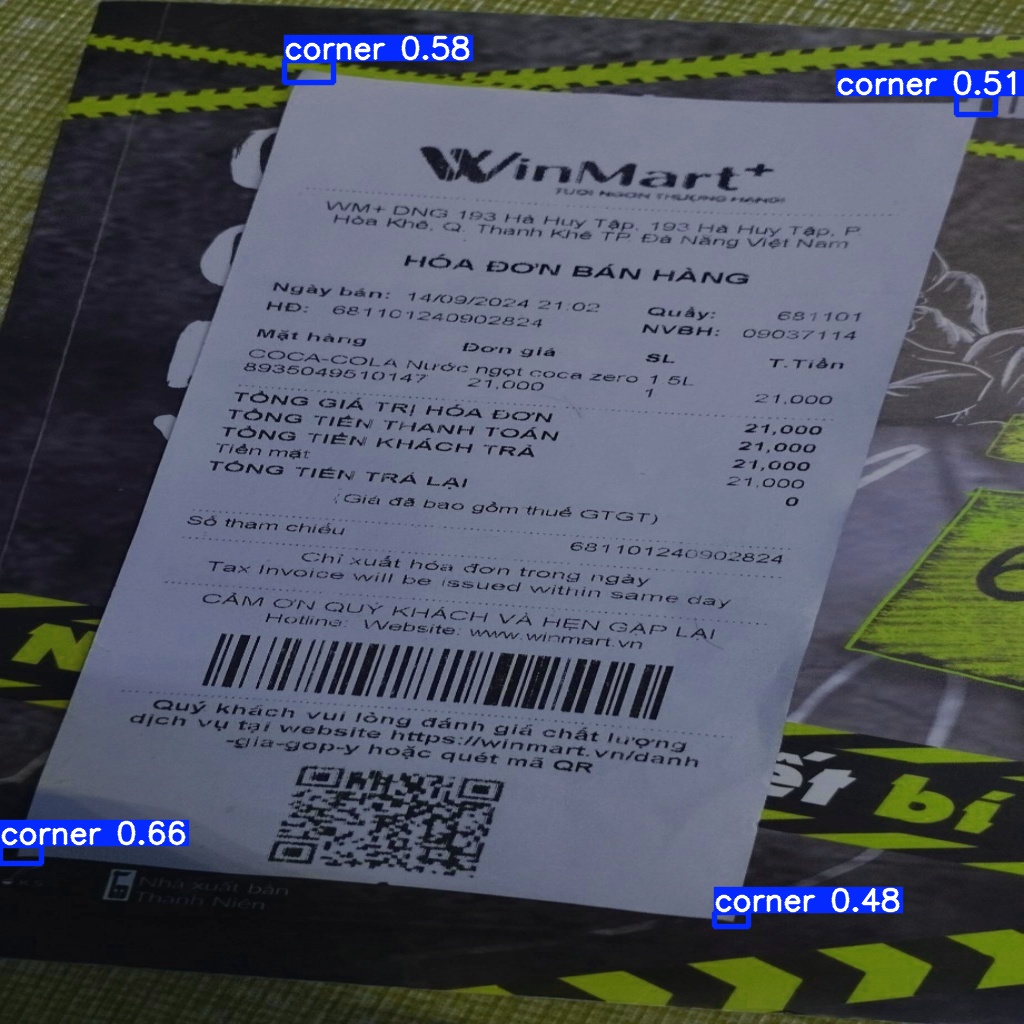 corner 0.58
corner 0.51
WinMart+
TƯƠI NGON THƯỢNG HẠNG!
WM+ DNG 193 Hà Huy Tập, 193 Hà Huy Tập, P.
Hòa Khê, Q. Thanh Khê TP. Đà Nẵng Việt Nam
HÓA ĐƠN BÁN HÀNG
Ngày bán: 14/09/2024 21:02 Quầy: 681101
HĐ: 681101240902824 NVBH: 09037114
Mặt hàng Đơn giá SL T.Tiền
COCA-COLA Nước ngọt coca zero 1.5L
8935049510147 21,000 1 21,000
TỔNG GIÁ TRỊ HÓA ĐƠN 21,000
TỔNG TIỀN THANH TOÁN 21,000
TỔNG TIỀN KHÁCH TRẢ 21,000
Tiền mặt 21,000
TỔNG TIỀN TRẢ LẠI 0
(Giá đã bao gồm thuế GTGT)
Số tham chiếu 681101240902824
Chỉ xuất hóa đơn trong ngày
Tax Invoice will be issued within same day
CẢM ƠN QUÝ KHÁCH VÀ HẸN GẶP LẠI
Hotline: Website: www.winmart.vn
Quý khách vui lòng đánh giá chất lượng
dịch vụ tại website https://winmart.vn/danh
-gia-gop-y hoặc quét mã QR
ết bí
corner 0.66
corner 0.48
Nhà xuất bản
Thanh Niên